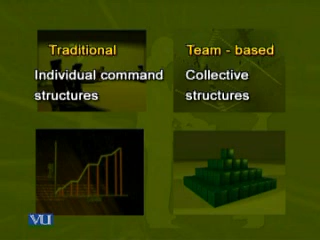 Traditional
Team - based
Individual command
structures
Collective
structures
VU